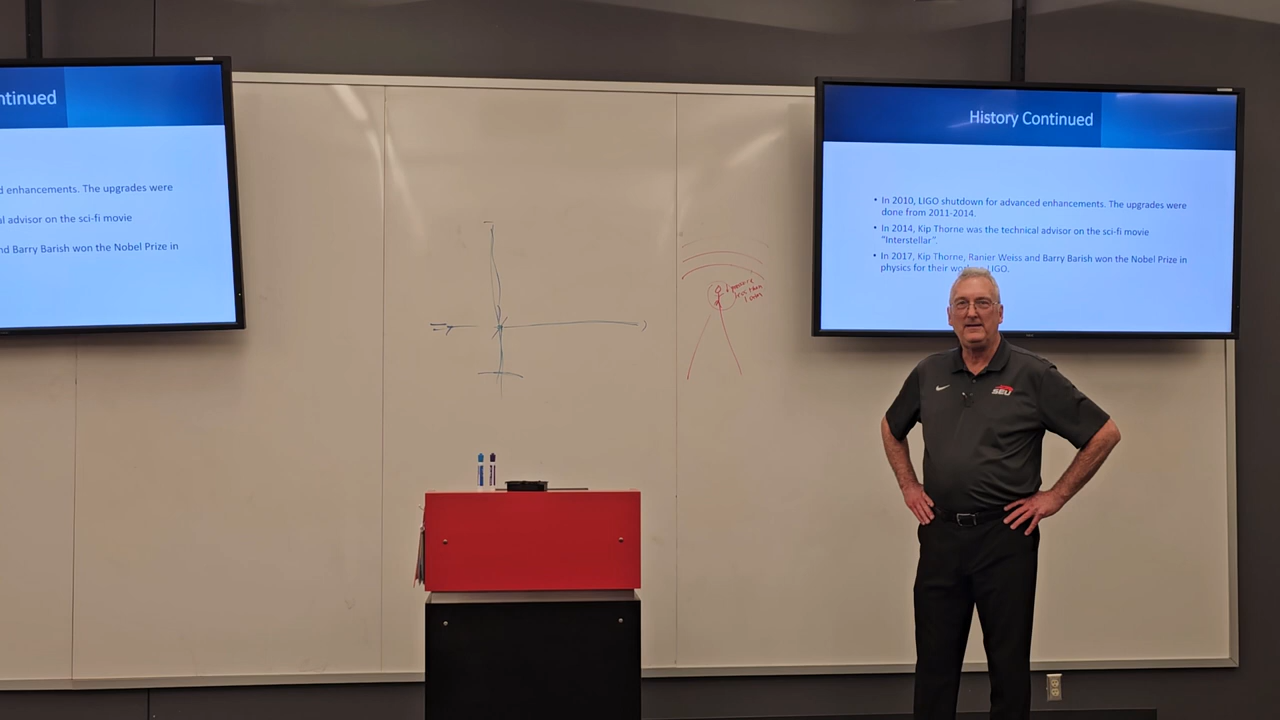 ntinued
d enhancements. The upgrades were
al advisor on the sci-fi movie
nd Barry Barish won the Nobel Prize in
History Continued
• In 2010, LIGO shutdown for advanced enhancements. The upgrades were
done from 2011-2014.
• In 2014, Kip Thorne was the technical advisor on the sci-fi movie
"Interstellar".
• In 2017, Kip Thorne, Ranier Weiss and Barry Barish won the Nobel Prize in
physics for their work LIGO.
less than
SEU